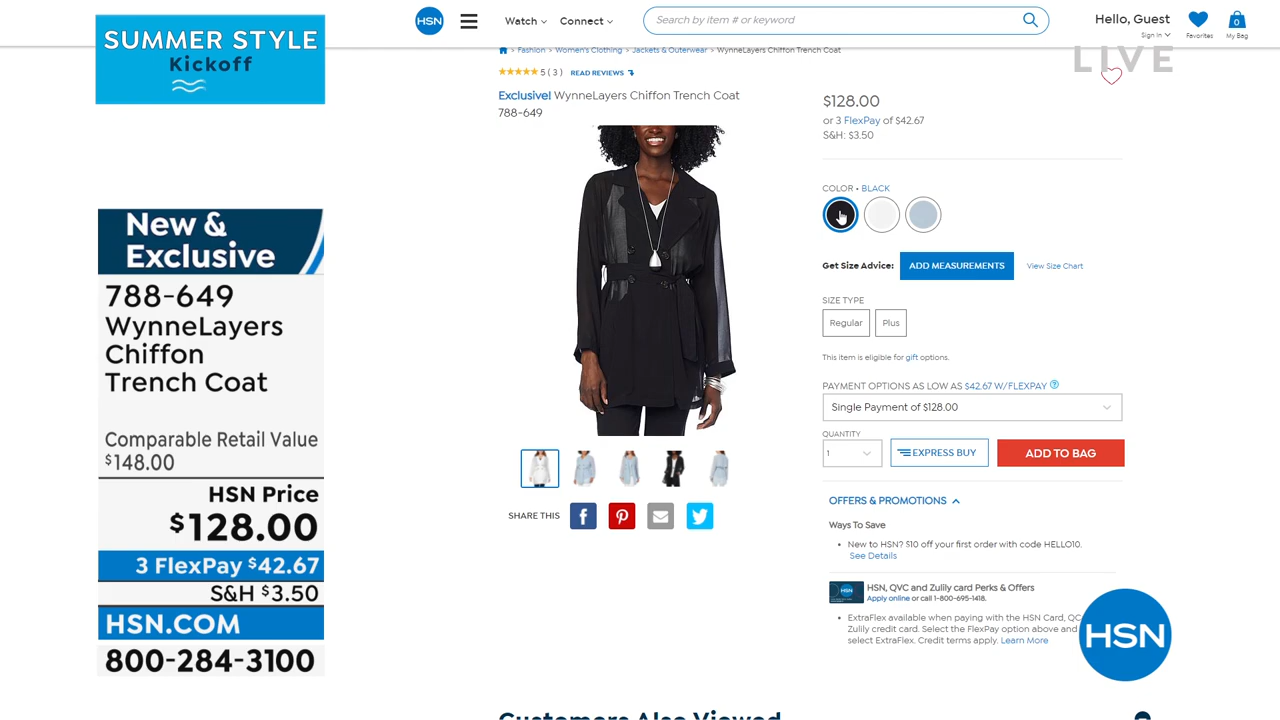 SUMMER STYLE
Kickoff
New &
Exclusive
788-649
WynneLayers
Chiffon
Trench Coat
Comparable Retail Value
$148.00
HSN Price
$128.00
3 FlexPay $42.67
S&H $3.50
HSN.COM
800-284-3100
HSN
Watch
Connect
Search by item # or keyword
Hello, Guest
Sign in
Favorites
0
My Bag
LIVE
> Fashion > Women's Clothing > Jackets & Outerwear > WynneLayers Chiffon Trench Coat
5 ( 3 ) READ REVIEWS
Exclusive! WynneLayers Chiffon Trench Coat
788-649
SHARE THIS
$128.00
or 3 FlexPay of $42.67
S&H: $3.50
COLOR • BLACK
Get Size Advice: ADD MEASUREMENTS View Size Chart
SIZE TYPE
Regular Plus
This item is eligible for gift options.
PAYMENT OPTIONS AS LOW AS $42.67 W/FLEXPAY ?
Single Payment of $128.00
QUANTITY
1 EXPRESS BUY ADD TO BAG
OFFERS & PROMOTIONS
Ways To Save
• New to HSN? $10 off your first order with code HELLO10.
See Details
HSN, QVC and Zulily card Perks & Offers
Apply online or call 1-800-695-1418.
• ExtraFlex available when paying with the HSN Card, QC
Zulily credit card. Select the FlexPay option above and
select ExtraFlex. Credit terms apply. Learn More
HSN
Customers Also Viewed